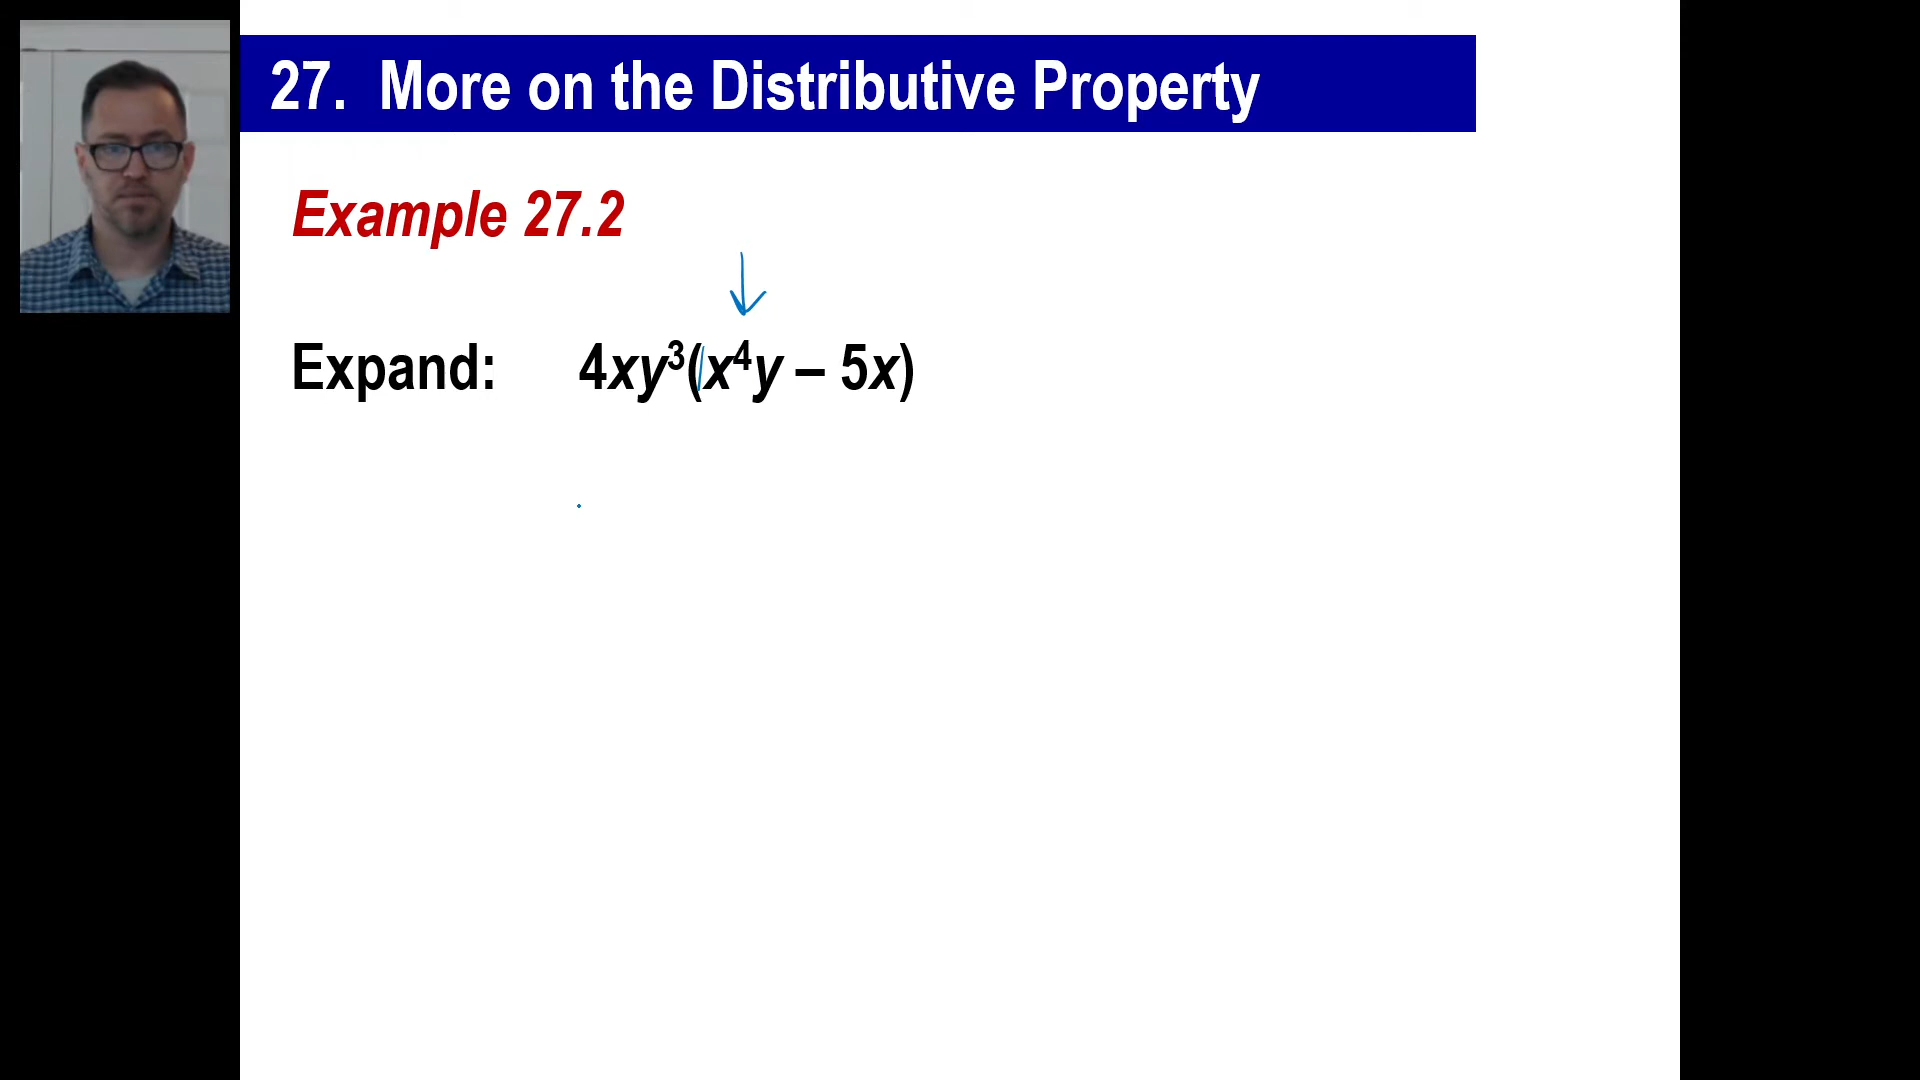 27. More on the Distributive Property
Example 27.2
Expand: 4xy³(x⁴y – 5x)